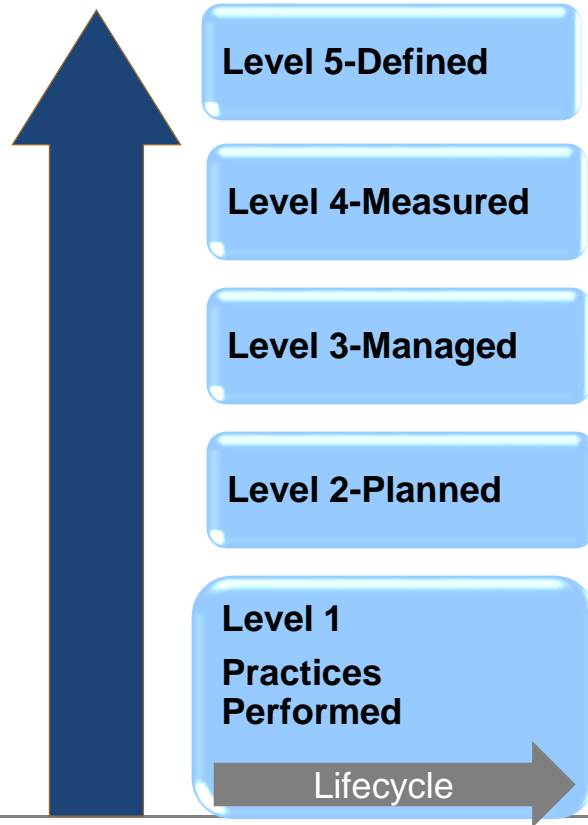 Level 5-Defined
Level 4-Measured
Level 3-Managed
Level 2-Planned
Level 1
Practices
Performed
Lifecycle